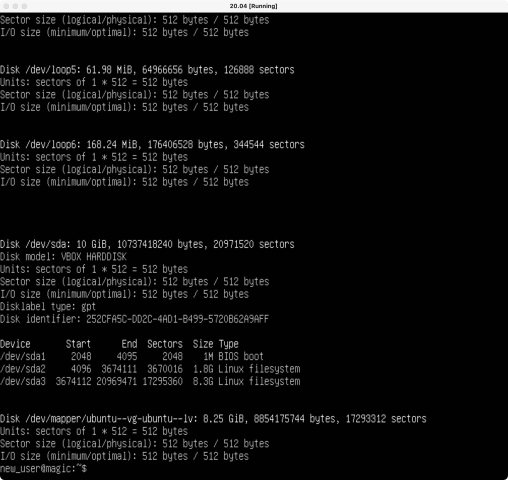 20.04 [Running]
Sector size (logical/physical): 512 bytes / 512 bytes
I/O size (minimum/optimal): 512 bytes / 512 bytes
Disk /dev/loop5: 61.98 MiB, 64966656 bytes, 126888 sectors
Units: sectors of 1 * 512 = 512 bytes
Sector size (logical/physical): 512 bytes / 512 bytes
I/O size (minimum/optimal): 512 bytes / 512 bytes
Disk /dev/loop6: 168.24 MiB, 176406528 bytes, 344544 sectors
Units: sectors of 1 * 512 = 512 bytes
Sector size (logical/physical): 512 bytes / 512 bytes
I/O size (minimum/optimal): 512 bytes / 512 bytes
Disk /dev/sda: 10 GiB, 10737418240 bytes, 20971520 sectors
Disk model: VBOX HARDDISK
Units: sectors of 1 * 512 = 512 bytes
Sector size (logical/physical): 512 bytes / 512 bytes
I/O size (minimum/optimal): 512 bytes / 512 bytes
Disklabel type: gpt
Disk identifier: 252CFA5C-DD2C-4AD1-B499-5720B62A9AFF
Device Start End Sectors Size Type
/dev/sda1 2048 4095 2048 1M BIOS boot
/dev/sda2 4096 3674111 3670016 1.8G Linux filesystem
/dev/sda3 3674112 20969471 17295360 8.3G Linux filesystem
Disk /dev/mapper/ubuntu--vg-ubuntu--lv: 8.25 GiB, 8854175744 bytes, 17293312 sectors
Units: sectors of 1 * 512 = 512 bytes
Sector size (logical/physical): 512 bytes / 512 bytes
I/O size (minimum/optimal): 512 bytes / 512 bytes
new_user@magic:~$